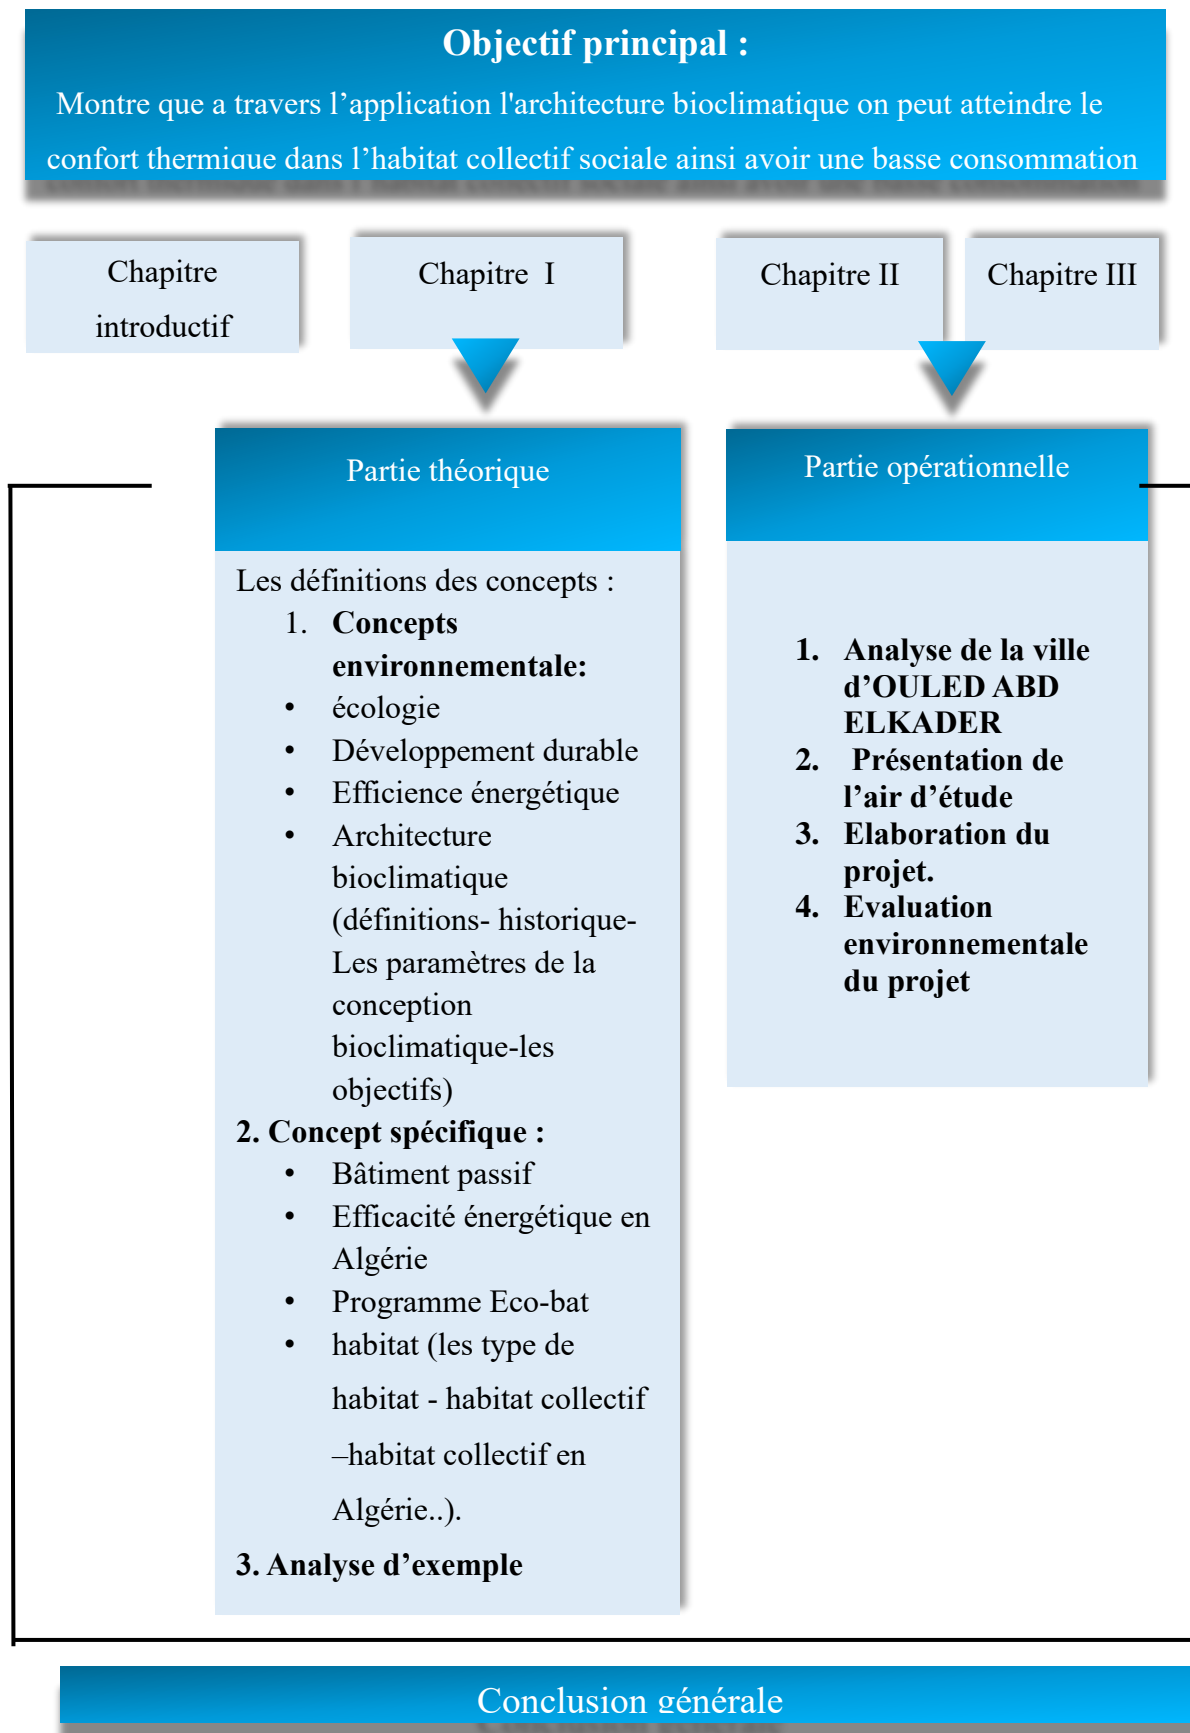 Objectif principal :
Montre que a travers l’application l'architecture bioclimatique on peut atteindre le
confort thermique dans l’habitat collectif sociale ainsi avoir une basse consommation
Chapitre
introductif
Chapitre I
Chapitre II
Chapitre III
Partie théorique
Les définitions des concepts :
1. Concepts
environnementale:
• écologie
• Développement durable
• Efficience énergétique
• Architecture
bioclimatique
(définitions- historique-
Les paramètres de la
conception
bioclimatique-les
objectifs)
2. Concept spécifique :
• Bâtiment passif
• Efficacité énergétique en
Algérie
• Programme Eco-bat
• habitat (les type de
habitat - habitat collectif
–habitat collectif en
Algérie..).
3. Analyse d’exemple
Partie opérationnelle
1. Analyse de la ville
d’OULED ABD
ELKADER
2. Présentation de
l’air d’étude
3. Elaboration du
projet.
4. Evaluation
environnementale
du projet
Conclusion générale